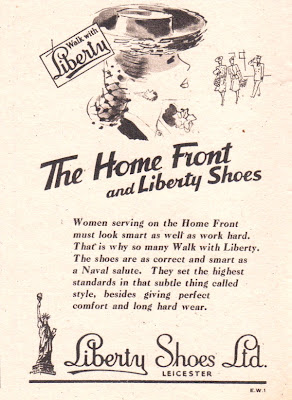 Walk with
Liberty
The Home Front
and Liberty Shoes
Women serving on the Home Front
must look smart as well as work hard.
That is why so many Walk with Liberty.
The shoes are as correct and smart as
a Naval salute. They set the highest
standards in that subtle thing called
style, besides giving perfect
comfort and long hard wear.
Liberty Shoes Ltd.
LEICESTER
E.W.1